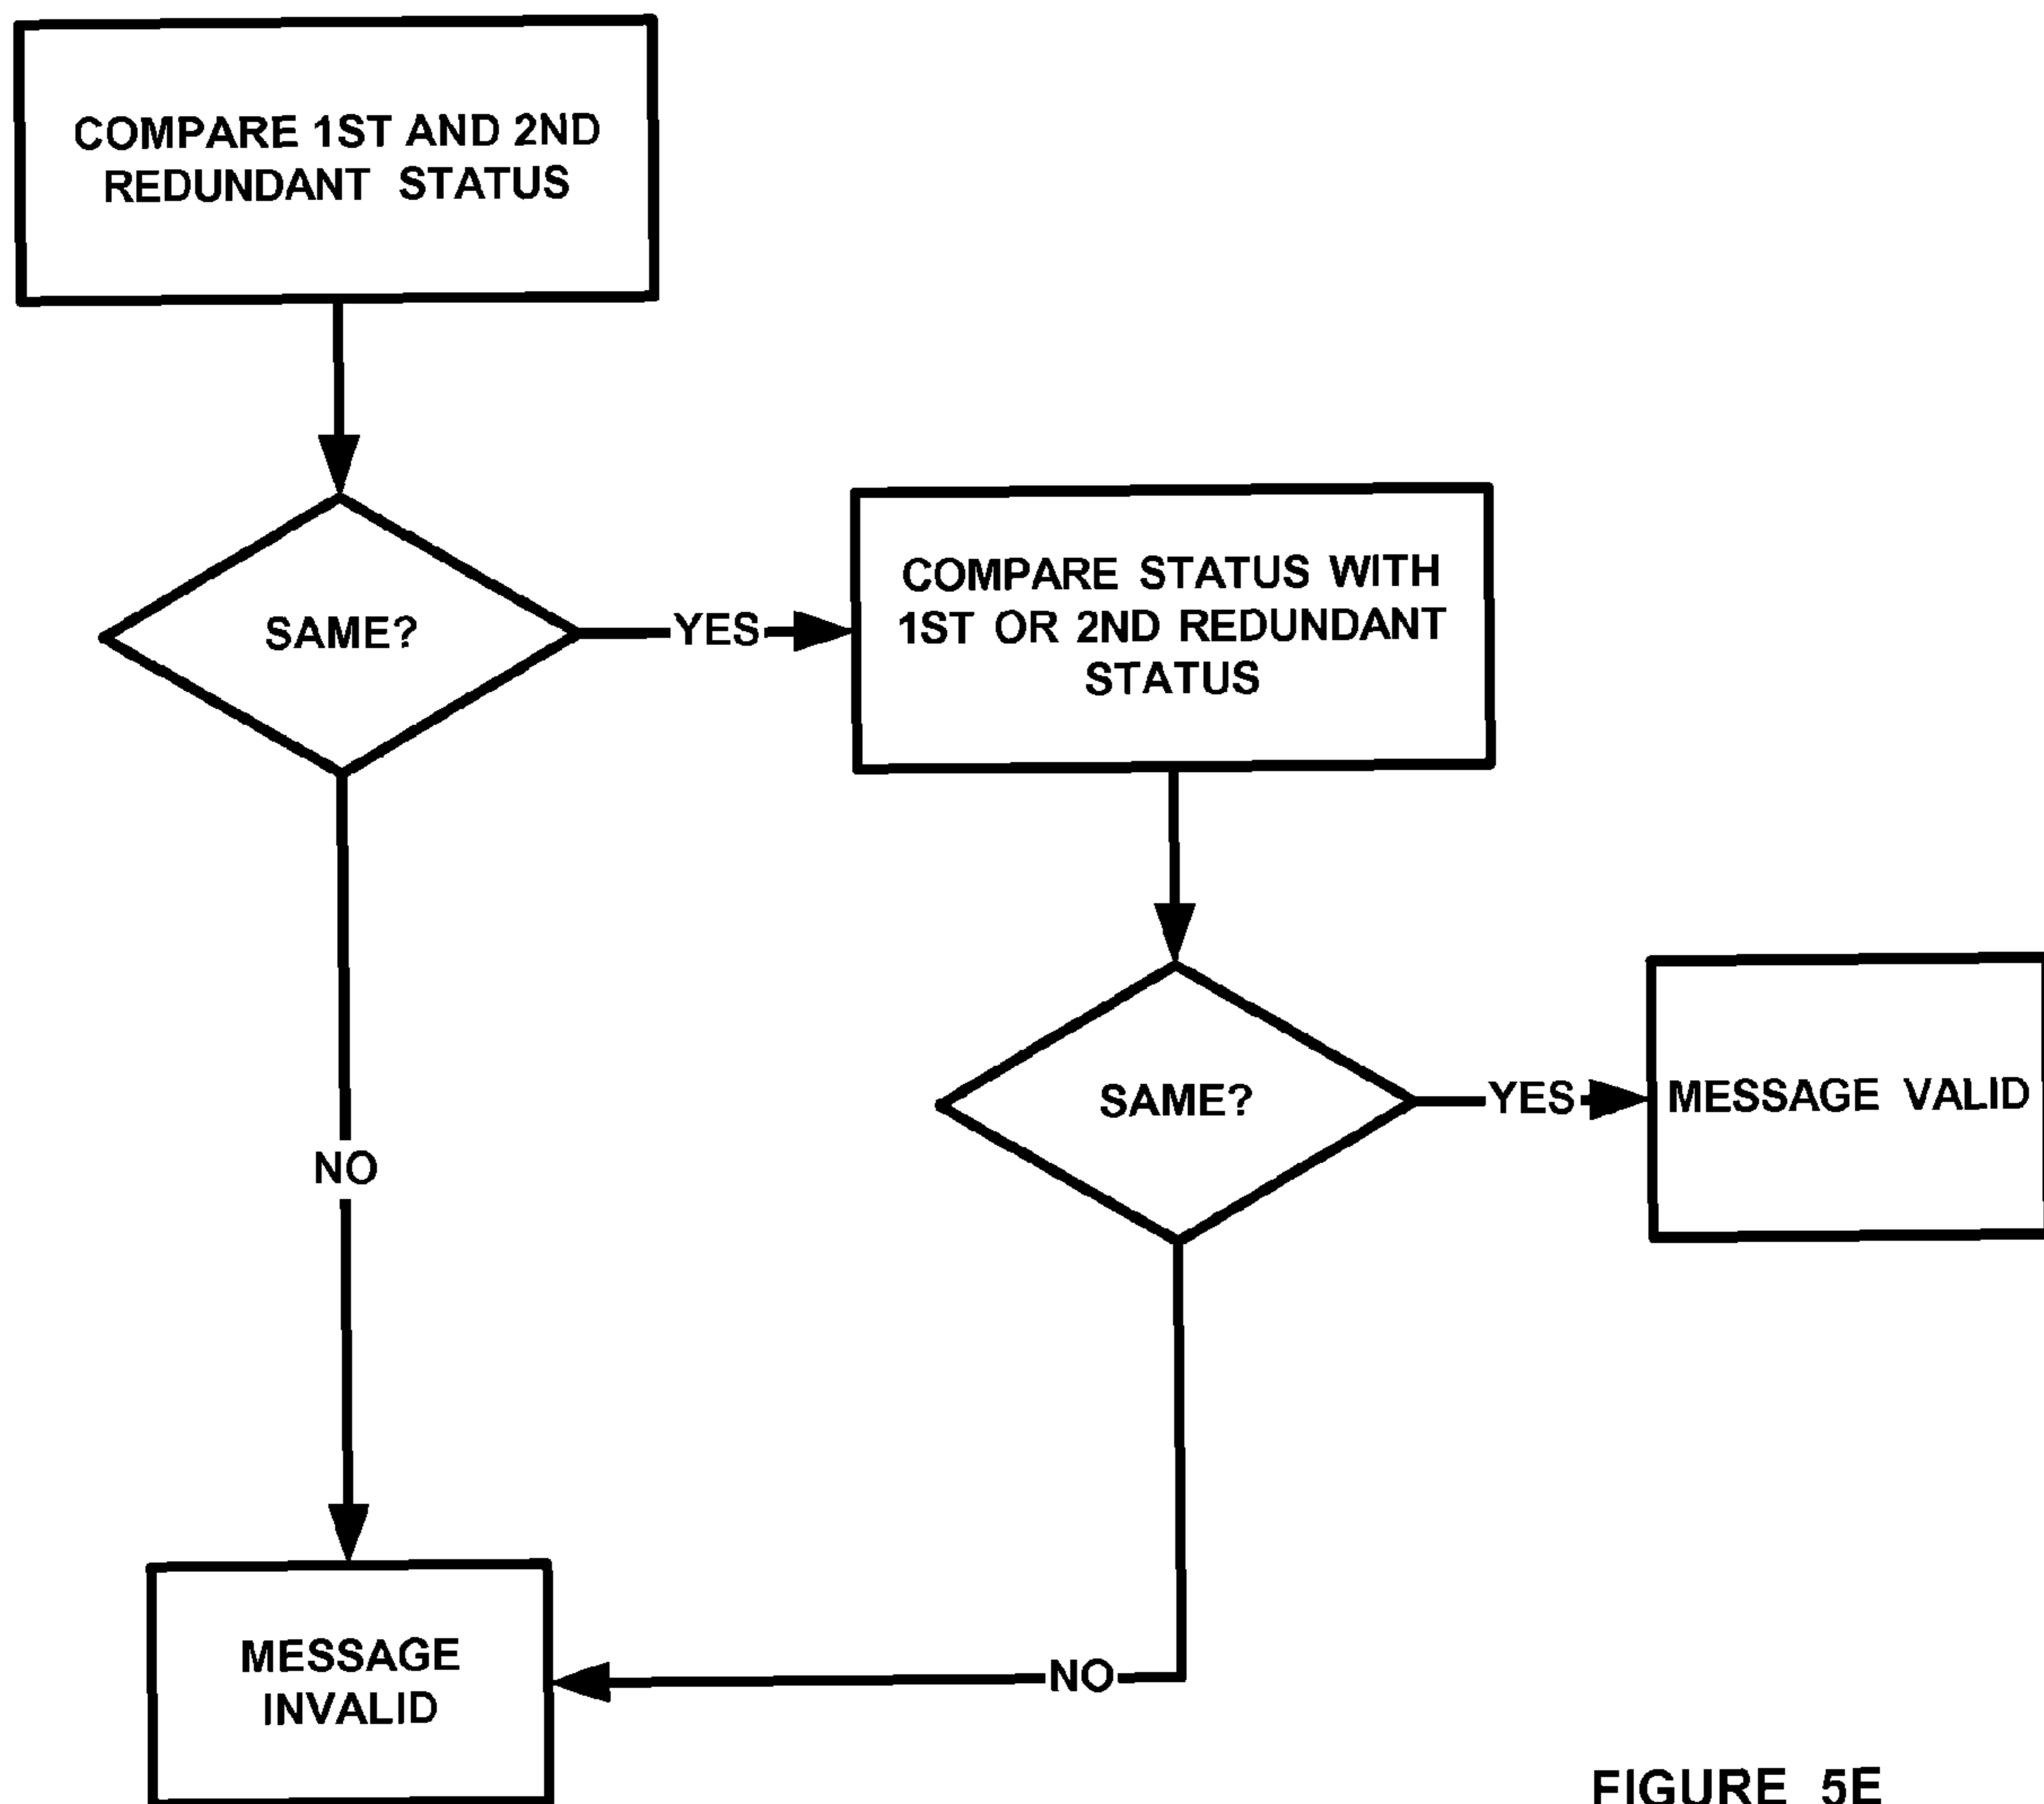 COMPARE 1ST AND 2ND
REDUNDANT STATUS
SAME?
YES
COMPARE STATUS WITH
1ST OR 2ND REDUNDANT
STATUS
SAME?
YES
MESSAGE VALID
NO
MESSAGE
INVALID
NO
FIGURE 5E